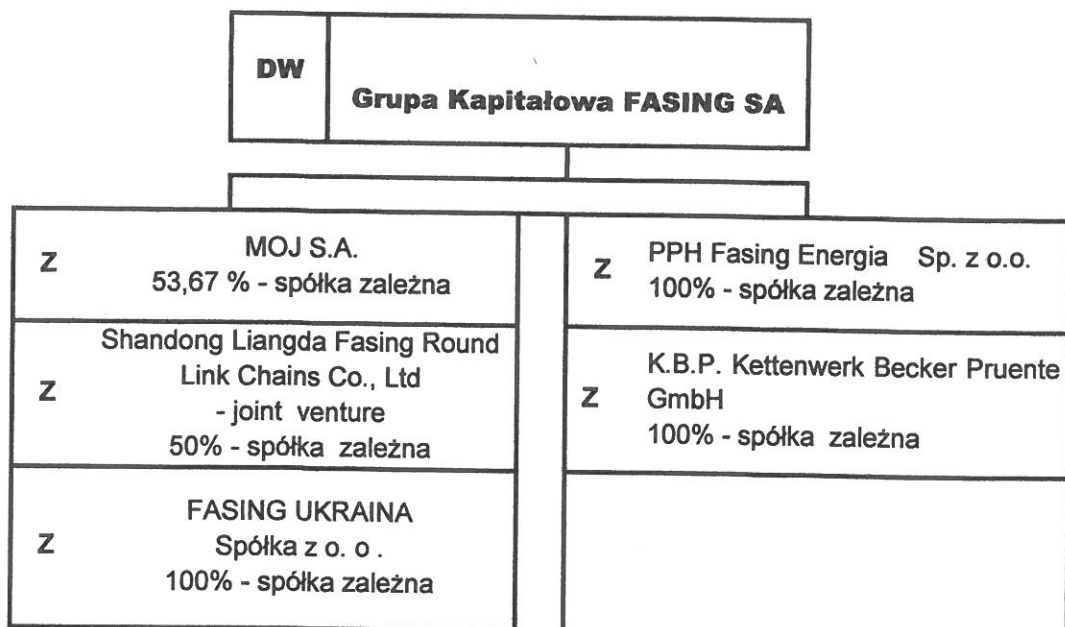 DW
Grupa Kapitałowa FASING SA
Z
MOJ S.A.
53,67 % - spółka zależna
Z
Shandong Liangda Fasing Round
Link Chains Co., Ltd
- joint venture
50% - spółka zależna
Z
FASING UKRAINA
Spółka z o. o .
100% - spółka zależna
Z
PPH Fasing Energia Sp. z o.o.
100% - spółka zależna
Z
K.B.P. Kettenwerk Becker Pruente
GmbH
100% - spółka zależna